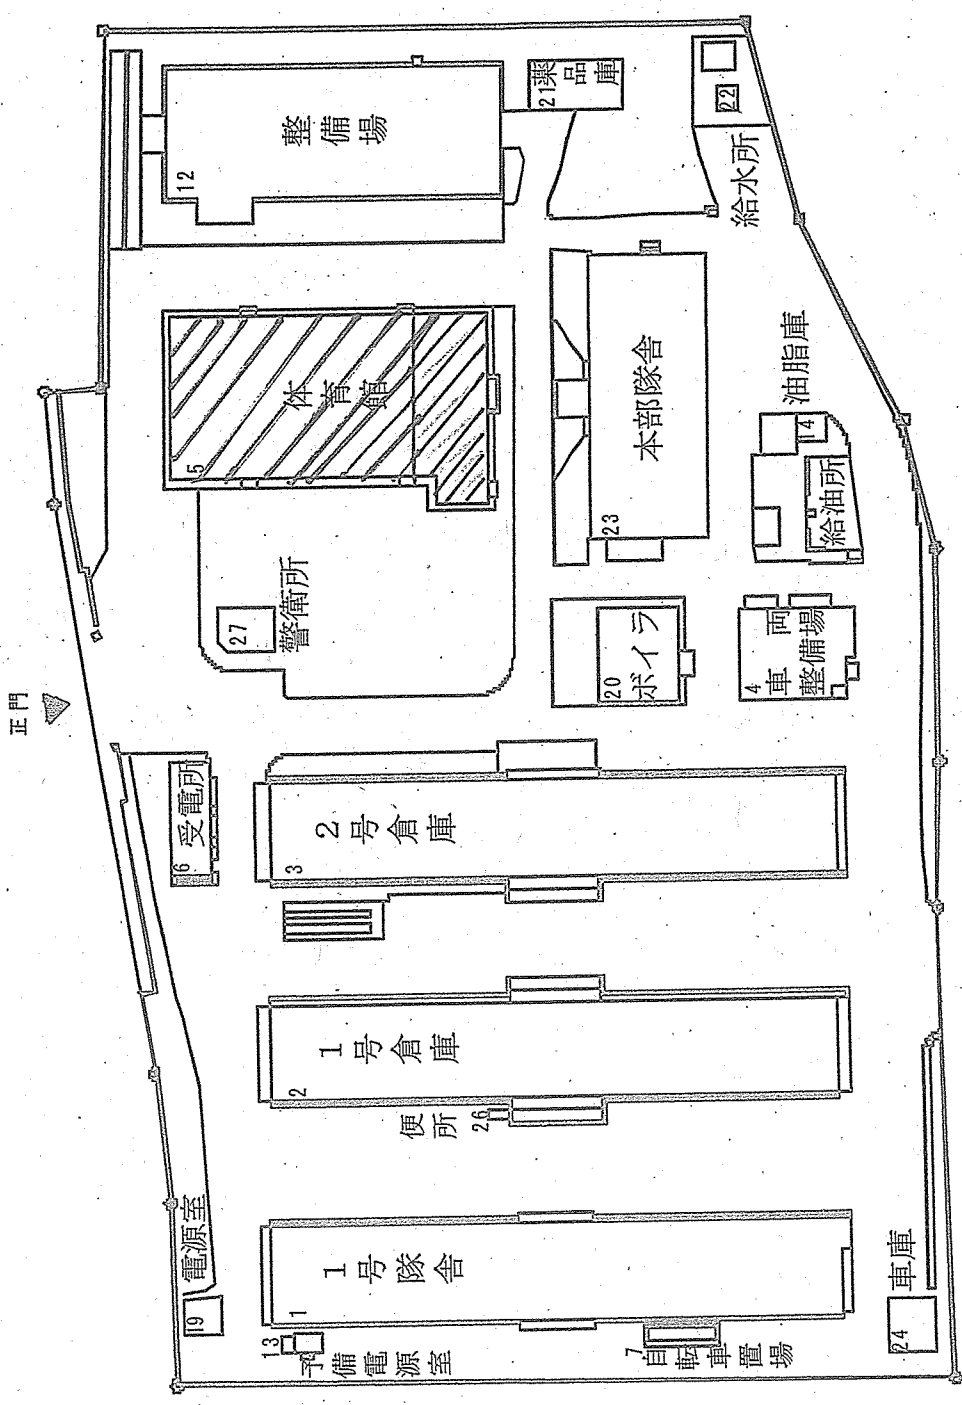 正門
12
整備場
21
薬品庫
22
給水所
5
体育館
23
本部隊舎
油脂庫
14
給油所
27
警衛所
20
ボイラ
4
車両
整備場
6
受電所
3
2号倉庫
2
1号倉庫
便所
26
1
1号隊舎
19
電源室
13
予備電源室
7
自転車置場
24
車庫